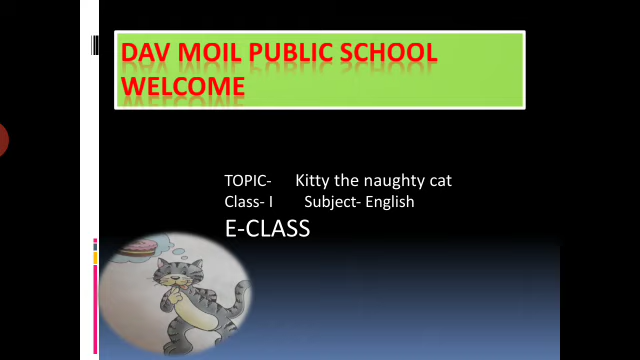 DAV MOIL PUBLIC SCHOOL
WELCOME
TOPIC- Kitty the naughty cat
Class- I Subject- English
E-CLASS